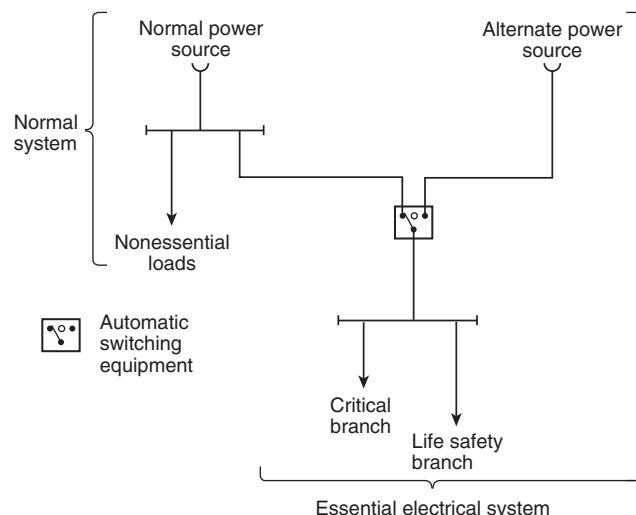 Normal power
source
Alternate power
source
Normal
system
Nonessential
loads
Automatic
switching
equipment
Critical
branch
Life safety
branch
Essential electrical system